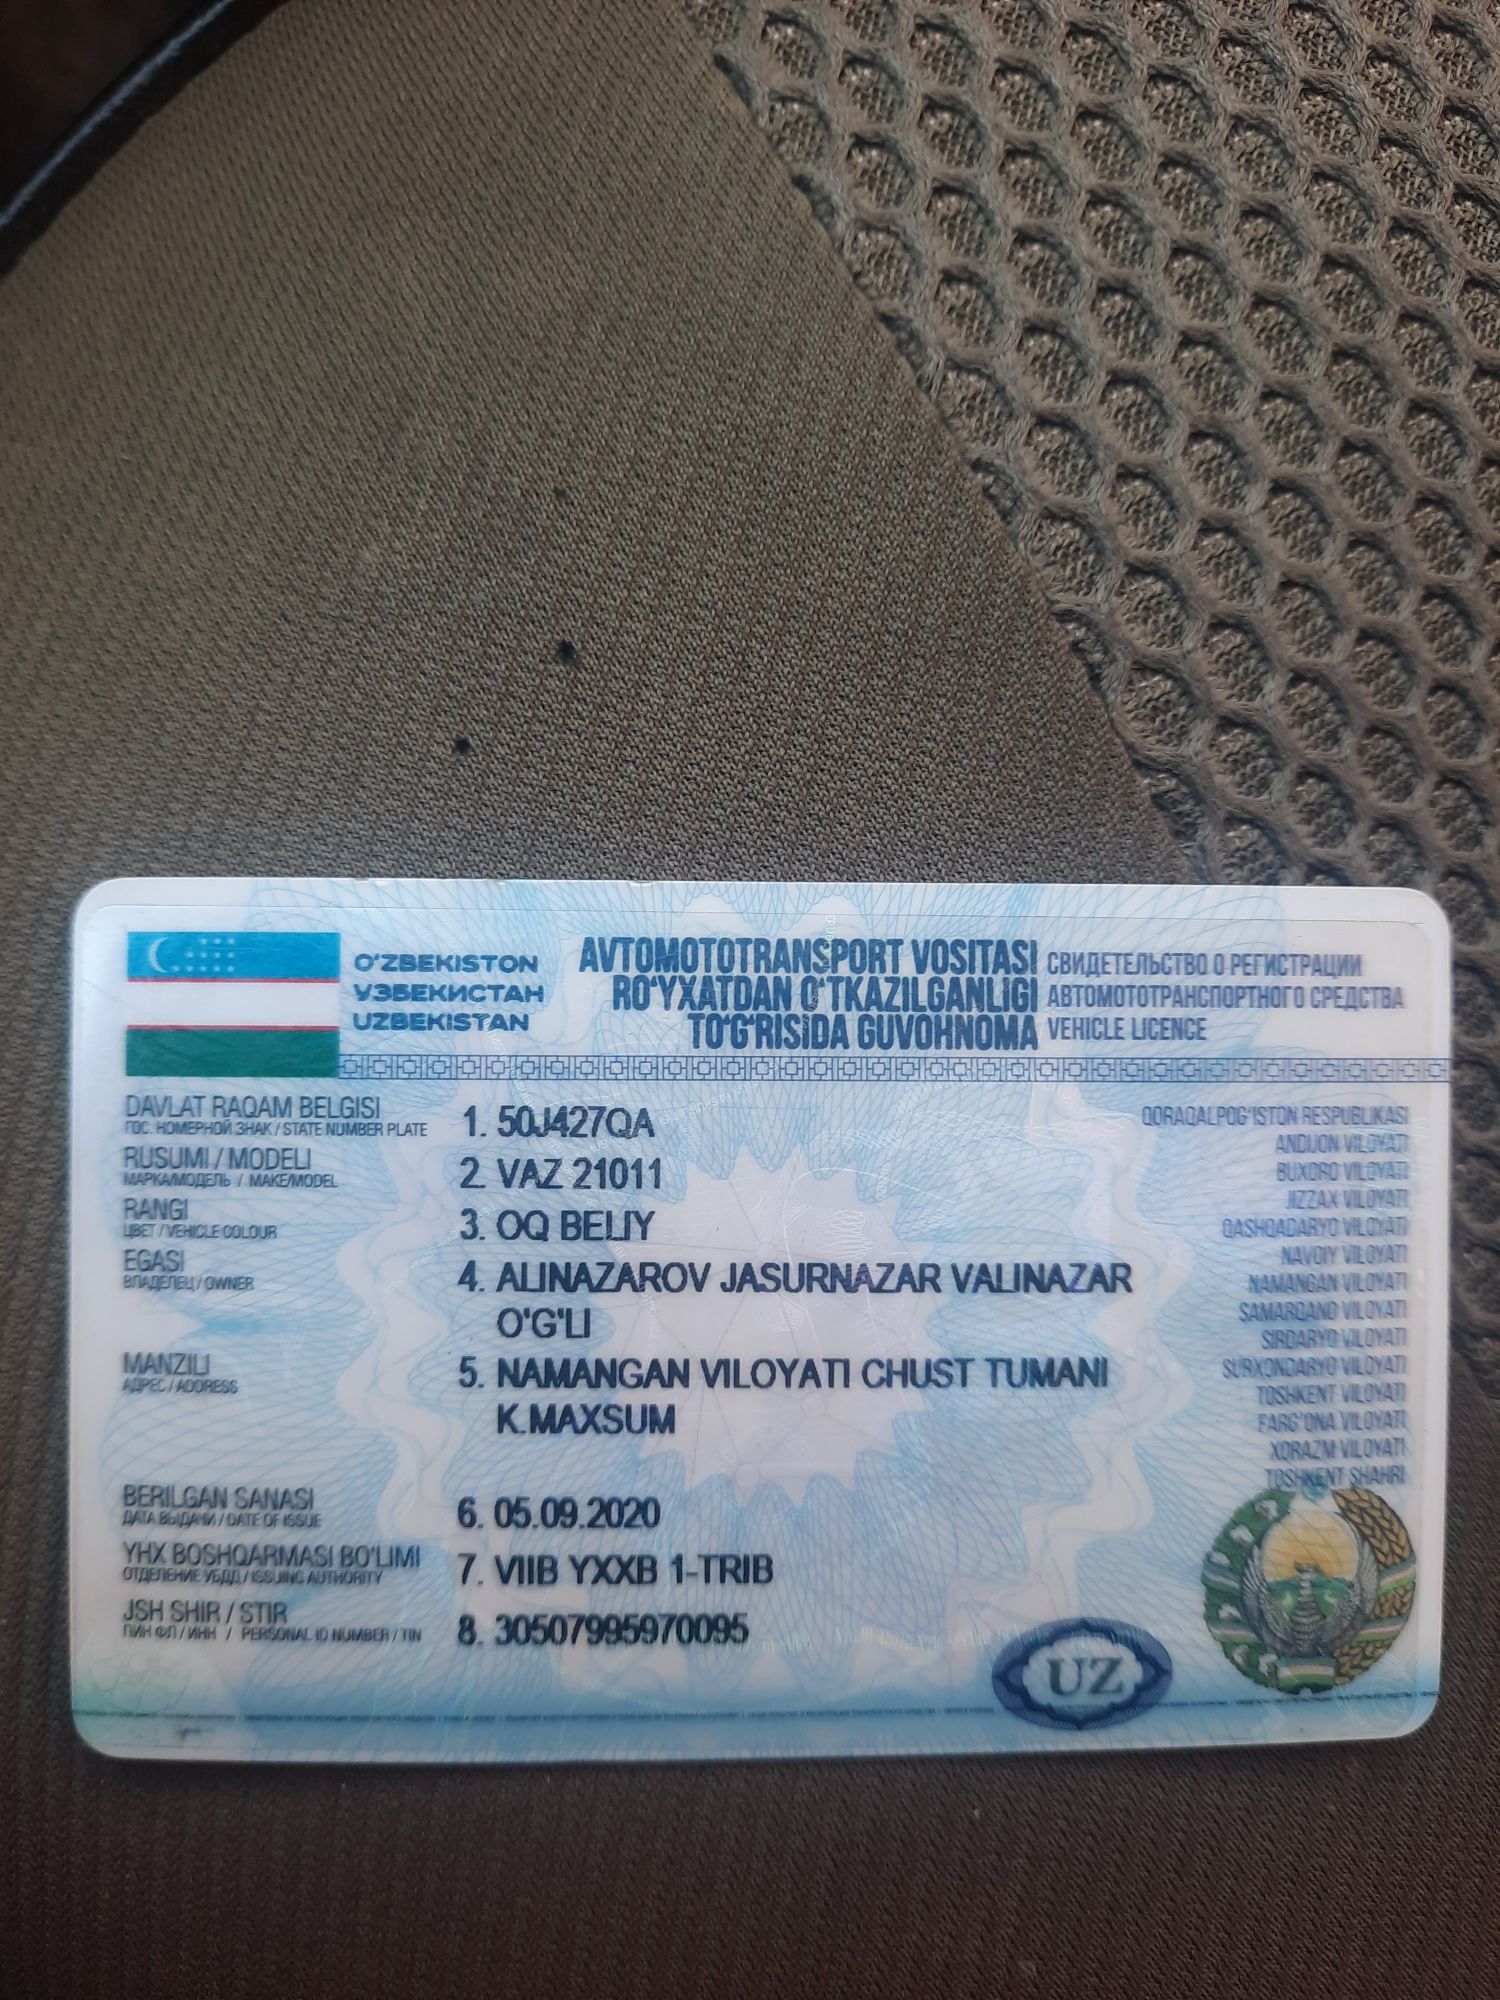 O'ZBEKISTON
УЗБЕКИСТАН
UZBEKISTAN
AVTOMOTOTRANSPORT VOSITASI
RO'YXATDAN O'TKAZILGANLIGI
TO'G'RISIDA GUVOHNOMA
СВИДЕТЕЛЬСТВО О РЕГИСТРАЦИИ
АВТОМОТОТРАНСПОРТНОГО СРЕДСТВА
VEHICLE LICENCE
DAVLAT RAQAM BELGISI
ГОС. НОМЕРНОЙ ЗНАК / STATE NUMBER PLATE
1. 50J427QA
RUSUMI / MODELI
МАРКА/МОДЕЛЬ / MAKE/MODEL
2. VAZ 21011
RANGI
ЦВЕТ / VEHICLE COLOUR
3. OQ BELIY
EGASI
ВЛАДЕЛЕЦ / OWNER
4. ALINAZAROV JASURNAZAR VALINAZAR
O'G'LI
MANZILI
АДРЕС / ADDRESS
5. NAMANGAN VILOYATI CHUST TUMANI
K.MAXSUM
BERILGAN SANASI
ДАТА ВЫДАЧИ / DATE OF ISSUE
6. 05.09.2020
YHX BOSHQARMASI BO'LIMI
ОТДЕЛЕНИЕ УБДД / ISSUING AUTHORITY
7. VIIB YXXB 1-TRIB
JSH SHIR / STIR
ПИН ФЛ / ИНН / PERSONAL ID NUMBER / TIN
8. 30507995970095
QORAQALPOG'ISTON RESPUBLIKASI
ANDIJON VILOYATI
BUXORO VILOYATI
JIZZAX VILOYATI
QASHQADARYO VILOYATI
NAVOIY VILOYATI
NAMANGAN VILOYATI
SAMARQAND VILOYATI
SIRDARYO VILOYATI
SURXONDARYO VILOYATI
TOSHKENT VILOYATI
FARG'ONA VILOYATI
XORAZM VILOYATI
TOSHKENT SHAHRI
UZ